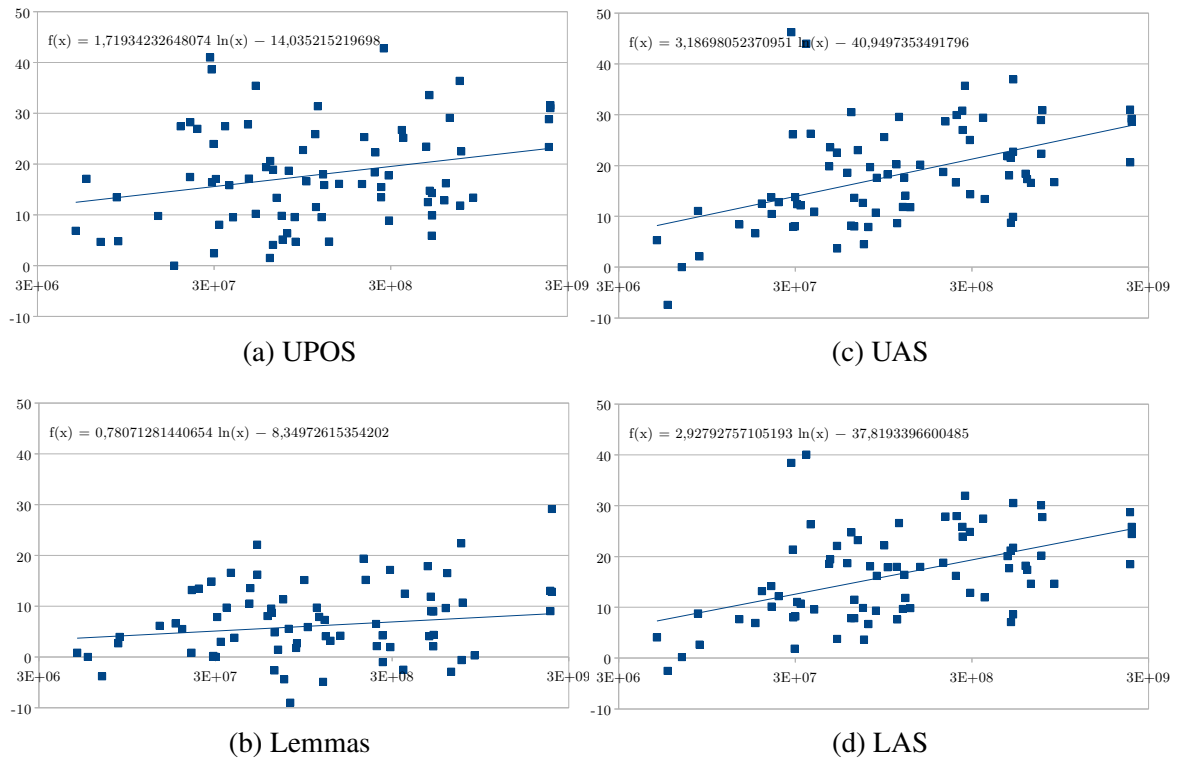 50
40
30
20
10
0
-10
f(x) = 1,71934232648074 ln(x) − 14,035215219698
3E+06 3E+07 3E+08 3E+09
(a) UPOS
50
40
30
20
10
0
-10
f(x) = 3,18698052370951 ln(x) − 40,9497353491796
3E+06 3E+07 3E+08 3E+09
(c) UAS
50
40
30
20
10
0
-10
f(x) = 0,78071281440654 ln(x) − 8,34972615354202
3E+06 3E+07 3E+08 3E+09
(b) Lemmas
50
40
30
20
10
0
-10
f(x) = 2,92792757105193 ln(x) − 37,8193396600485
3E+06 3E+07 3E+08 3E+09
(d) LAS